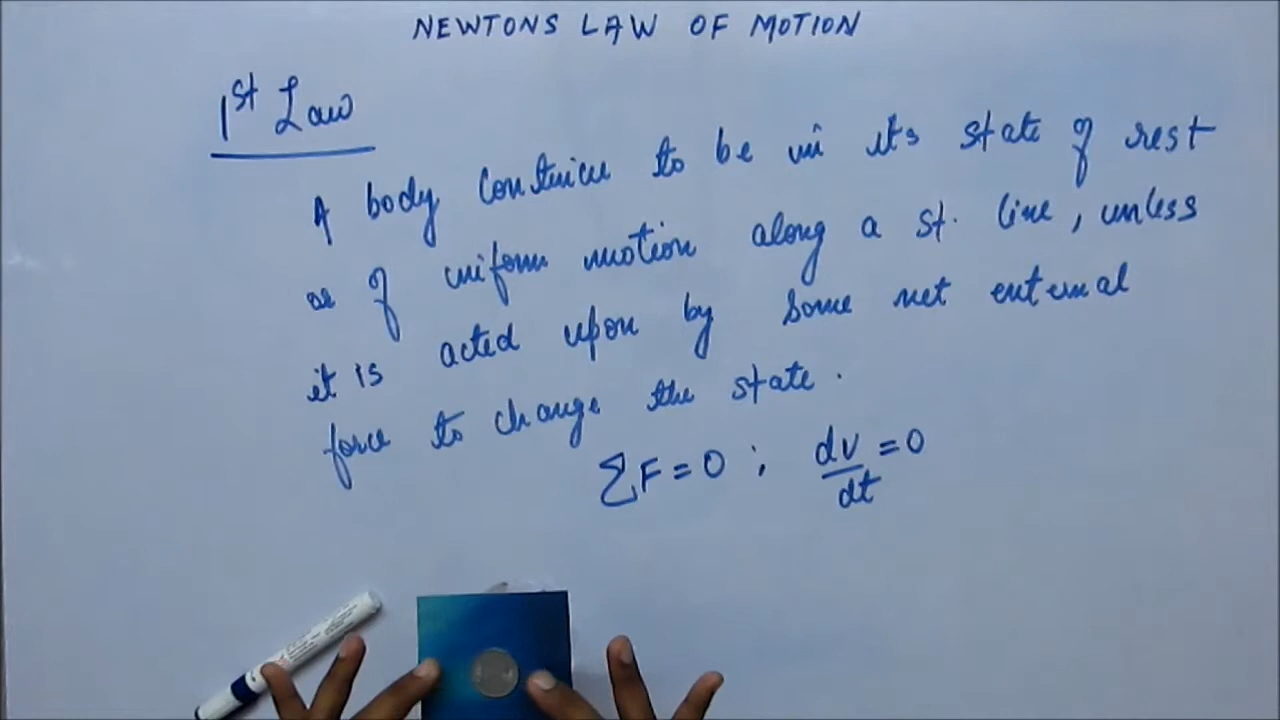 NEWTONS LAW OF MOTION
1st Law
A body continue to be in its state of rest
or of uniform motion along a st. line, unless
it is acted upon by some net external
force to change the state.
∑F=0 ; dv/dt=0